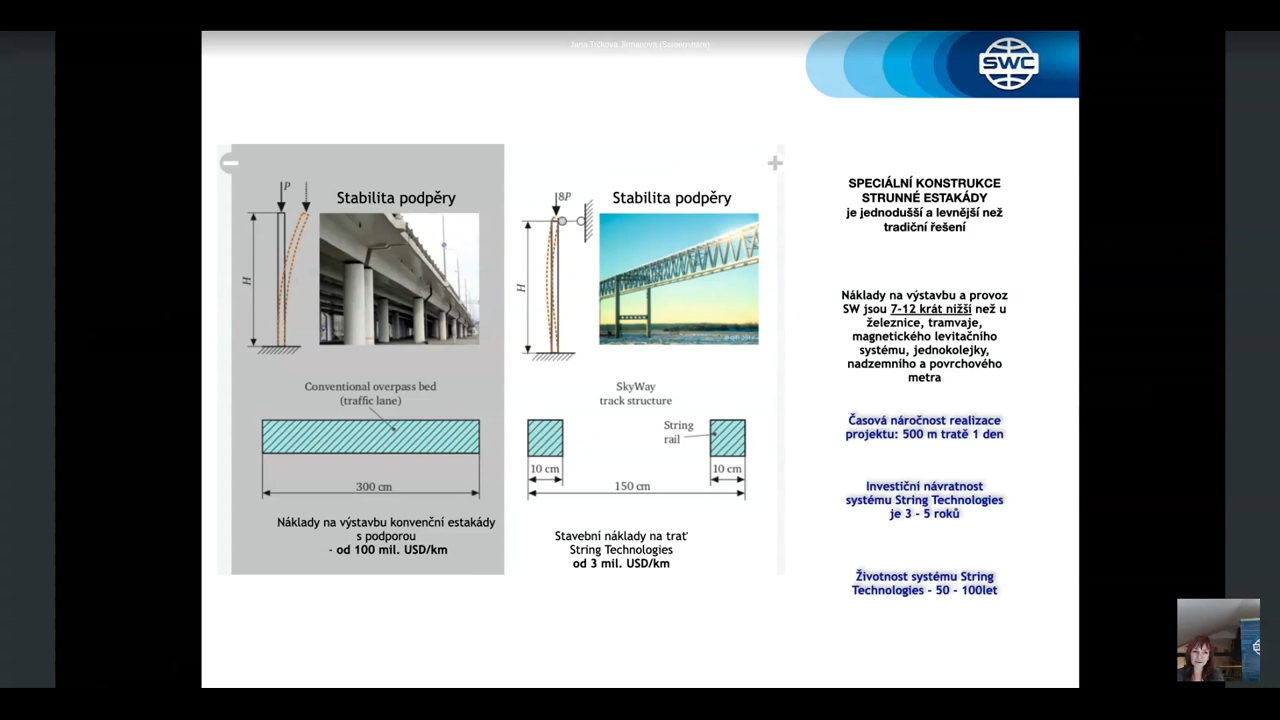 Jana Tičková Jirmanová (Screenshare)
SWC
Stabilita podpěry
P
H
Conventional overpass bed
(traffic lane)
300 cm
Náklady na výstavbu konvenční estakády
s podporou
- od 100 mil. USD/km
Stabilita podpěry
8P
H
SkyWay
track structure
String
rail
10 cm
10 cm
150 cm
Stavební náklady na trať
String Technologies
od 3 mil. USD/km
SPECIÁLNÍ KONSTRUKCE
STRUNNÉ ESTAKÁDY
je jednodušší a levnější než
tradiční řešení
Náklady na výstavbu a provoz
SW jsou 7-12 krát nižší než u
železnice, tramvaje,
magnetického levitačního
systému, jednokolejky,
nadzemního a povrchového
metra
Časová náročnost realizace
projektu: 500 m tratě 1 den
Investiční návratnost
systému String Technologies
je 3 - 5 roků
Životnost systému String
Technologies - 50 - 100let